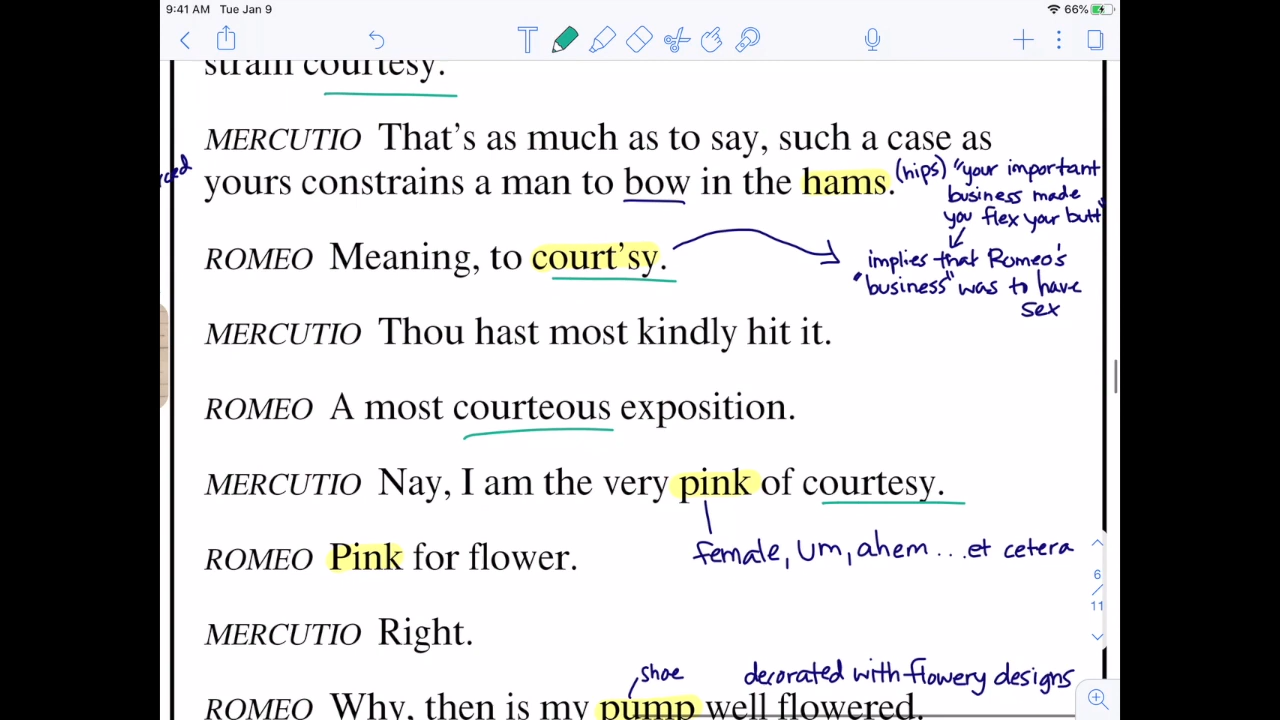 9:41 AM Tue Jan 9
66%
strain courtesy.
MERCUTIO That’s as much as to say, such a case as
yours constrains a man to bow in the hams.
(hips) "your important
business made
you flex your butt"
ROMEO Meaning, to court’sy.
implies that Romeo's
"business" was to have
sex
MERCUTIO Thou hast most kindly hit it.
ROMEO A most courteous exposition.
MERCUTIO Nay, I am the very pink of courtesy.
female, um, ahem...et cetera
ROMEO Pink for flower.
6
11
MERCUTIO Right.
shoe decorated with flowery designs
ROMEO Why, then is my pump well flowered.